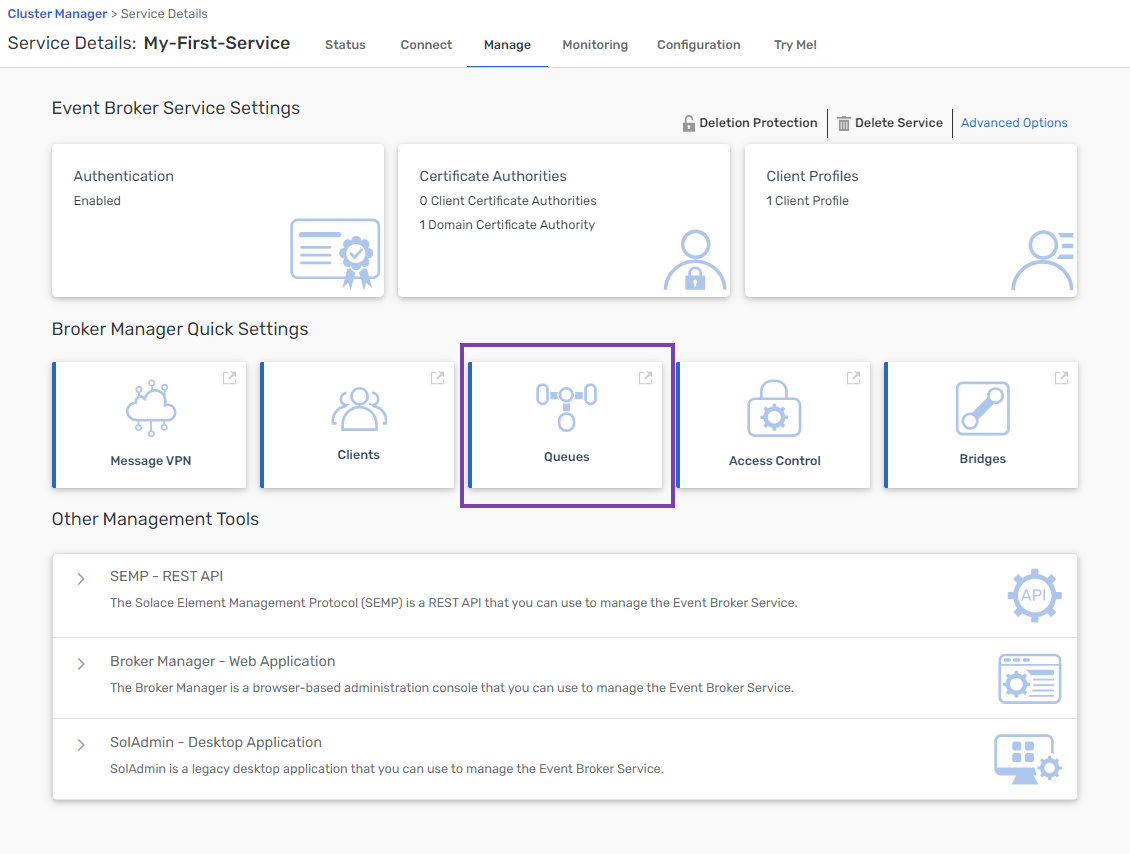 Cluster Manager > Service Details
Service Details: My-First-Service
Status
Connect
Manage
Monitoring
Configuration
Try Me!
Event Broker Service Settings
Deletion Protection
Delete Service
Advanced Options
Authentication
Enabled
Certificate Authorities
0 Client Certificate Authorities
1 Domain Certificate Authority
Client Profiles
1 Client Profile
Broker Manager Quick Settings
Message VPN
Clients
Queues
Access Control
Bridges
Other Management Tools
SEMP - REST API
The Solace Element Management Protocol (SEMP) is a REST API that you can use to manage the Event Broker Service.
API
Broker Manager - Web Application
The Broker Manager is a browser-based administration console that you can use to manage the Event Broker Service.
SolAdmin - Desktop Application
SolAdmin is a legacy desktop application that you can use to manage the Event Broker Service.